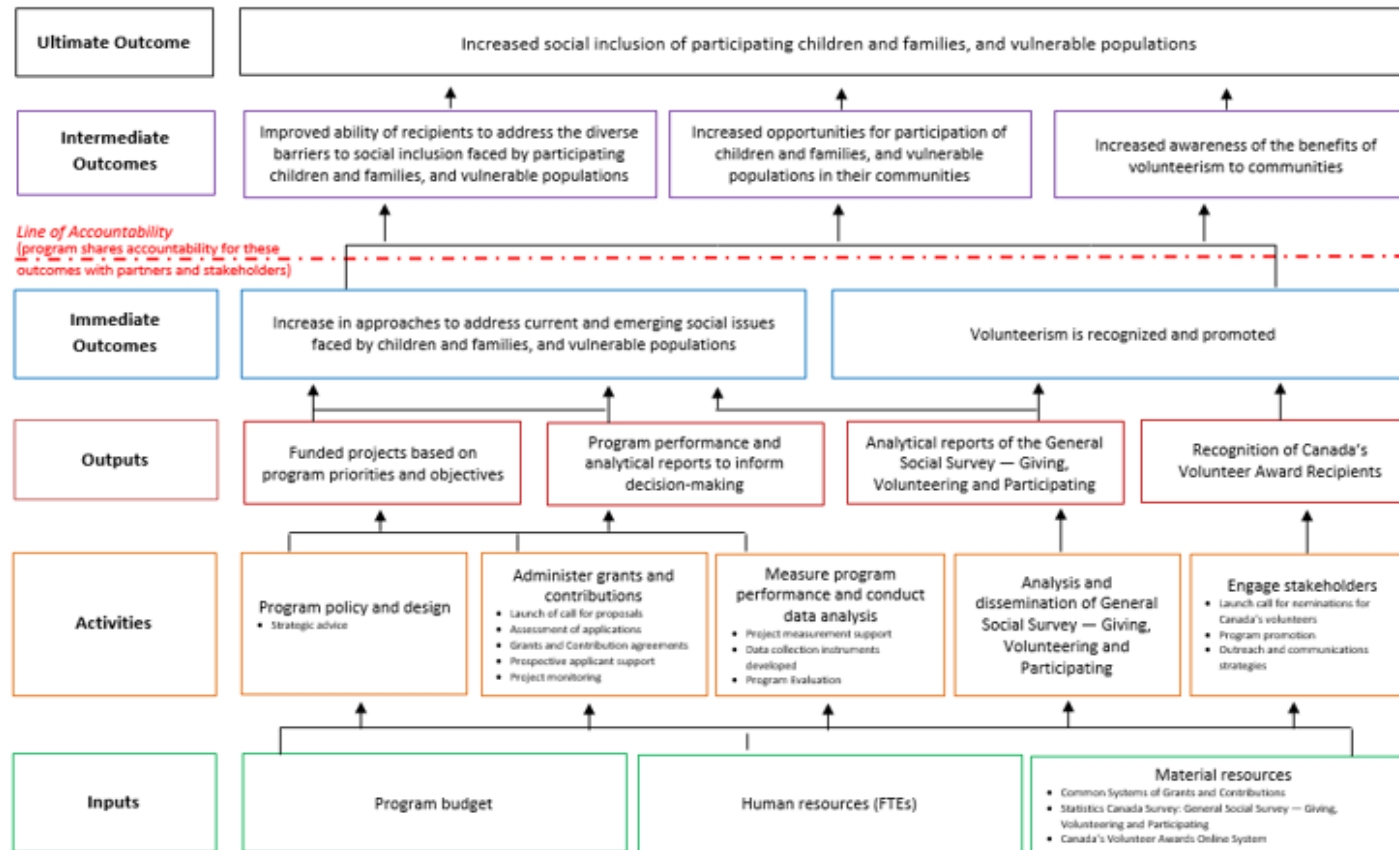 Ultimate Outcome
Increased social inclusion of participating children and families, and vulnerable populations
Intermediate
Outcomes
Improved ability of recipients to address the diverse
barriers to social inclusion faced by participating
children and families, and vulnerable populations
Increased opportunities for participation of
children and families, and vulnerable
populations in their communities
Increased awareness of the benefits of
volunteerism to communities
Line of Accountability
(program shares accountability for these
outcomes with partners and stakeholders)
Immediate
Outcomes
Increase in approaches to address current and emerging social issues
faced by children and families, and vulnerable populations
Volunteerism is recognized and promoted
Outputs
Funded projects based on
program priorities and objectives
Program performance and
analytical reports to inform
decision-making
Analytical reports of the General
Social Survey — Giving,
Volunteering and Participating
Recognition of Canada's
Volunteer Award Recipients
Activities
Program policy and design
• Strategic advice
Administer grants and
contributions
• Launch of call for proposals
• Assessment of applications
• Grants and Contribution agreements
• Prospective applicant support
• Project monitoring
Measure program
performance and conduct
data analysis
• Project measurement support
• Data collection instruments
developed
• Program Evaluation
Analysis and
dissemination of General
Social Survey — Giving,
Volunteering and
Participating
Engage stakeholders
• Launch call for nominations for
Canada's volunteers
• Program promotion
• Outreach and communications
strategies
Inputs
Program budget
Human resources (FTEs)
Material resources
• Common Systems of Grants and Contributions
• Statistics Canada Survey: General Social Survey — Giving,
Volunteering and Participating
• Canada's Volunteer Awards Online System